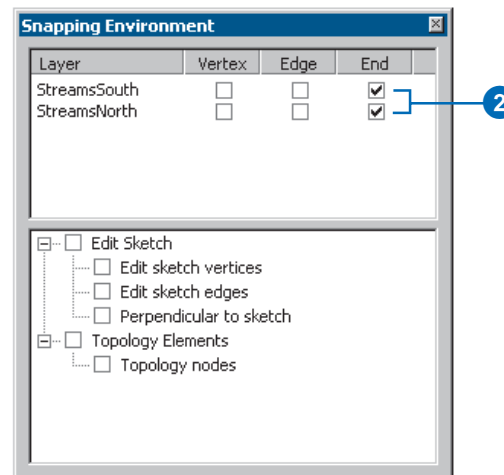 Snapping Environment
Layer Vertex Edge End
StreamsSouth
StreamsNorth
2
Edit Sketch
Edit sketch vertices
Edit sketch edges
Perpendicular to sketch
Topology Elements
Topology nodes